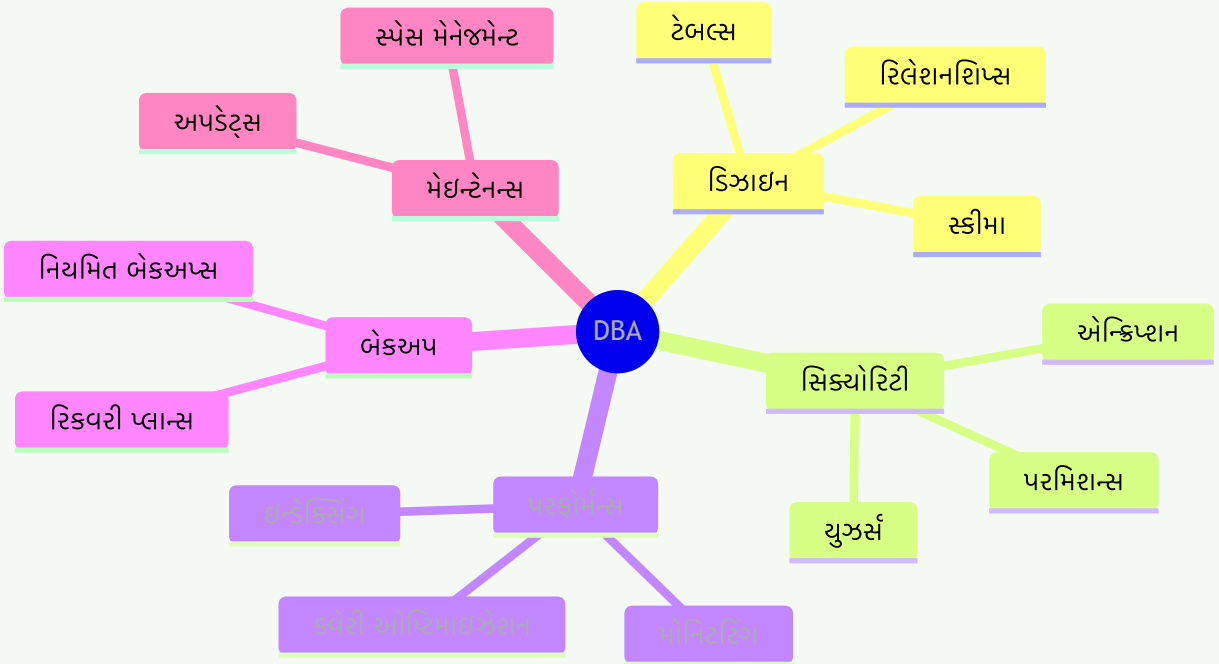 સ્પેસ મેનેજમેન્ટ
અપડેટ્સ
મેઇન્ટેનન્સ
ટેબલ્સ
રિલેશનશિપ્સ
ડિઝાઇન
સ્કીમા
નિયમિત બેકઅપ્સ
બેકઅપ
રિકવરી પ્લાન્સ
DBA
એન્ક્રિપ્શન
સિક્યોરિટી
પરમિશન્સ
યુઝર્સ
પરફોર્મન્સ
ઇન્ડેક્સિંગ
ક્વેરી ઓપ્ટિમાઇઝેશન
મોનિટરિંગ